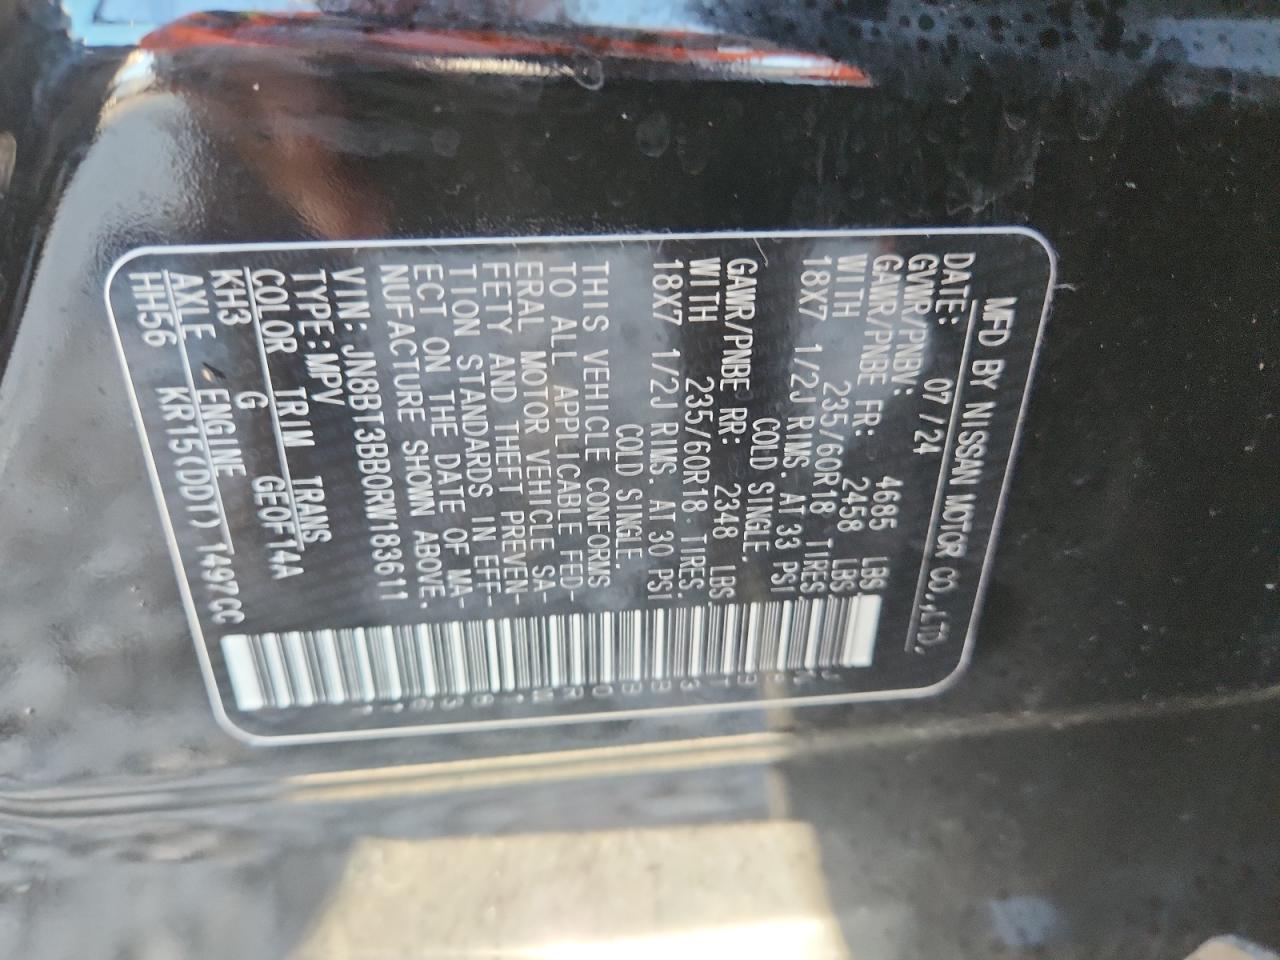 MFD BY NISSAN MOTOR CO.,LTD.
DATE: 07/24
GVWR/PNBV: 4685 LBS
GAWR/PNBE FR: 2458 LBS.
WITH 235/60R18 TIRES,
18X7 1/2J RIMS. AT 33 PSI
COLD SINGLE.
GAWR/PNBE RR: 2348 LBS.
WITH 235/60R18 TIRES.
18X7 1/2J RIMS. AT 30 PSI
COLD SINGLE.
THIS VEHICLE CONFORMS
TO ALL APPLICABLE FED-
ERAL MOTOR VEHICLE SA-
FETY AND THEFT PREVEN-
TION STANDARDS IN EFF-
ECT ON THE DATE OF MA-
NUFACTURE SHOWN ABOVE.
VIN: JN8BT3BB0RW183611
TYPE:MPV
COLOR TRIM TRANS
KH3 G GE0F14A
AXLE ENGINE
HH56 KR15(DDT) 1497CC